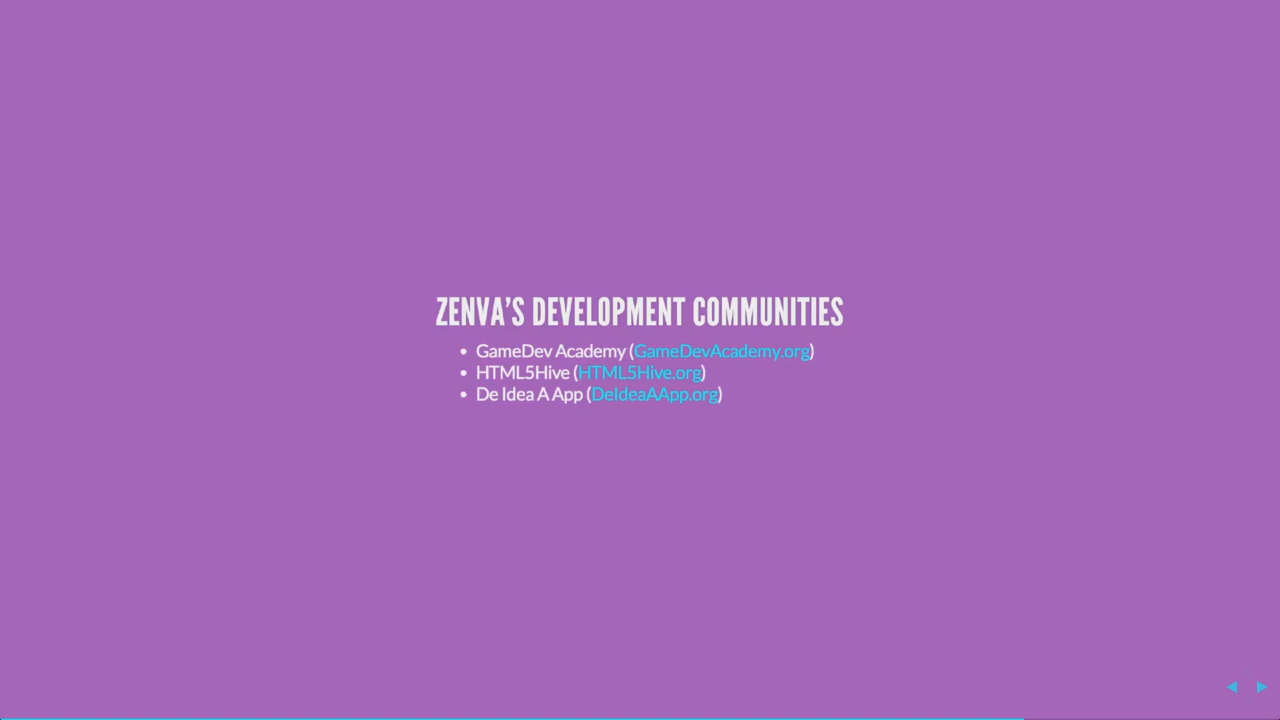 ZENVA'S DEVELOPMENT COMMUNITIES
• GameDev Academy (GameDevAcademy.org)
• HTML5Hive (HTML5Hive.org)
• De Idea A App (DeIdeaAApp.org)